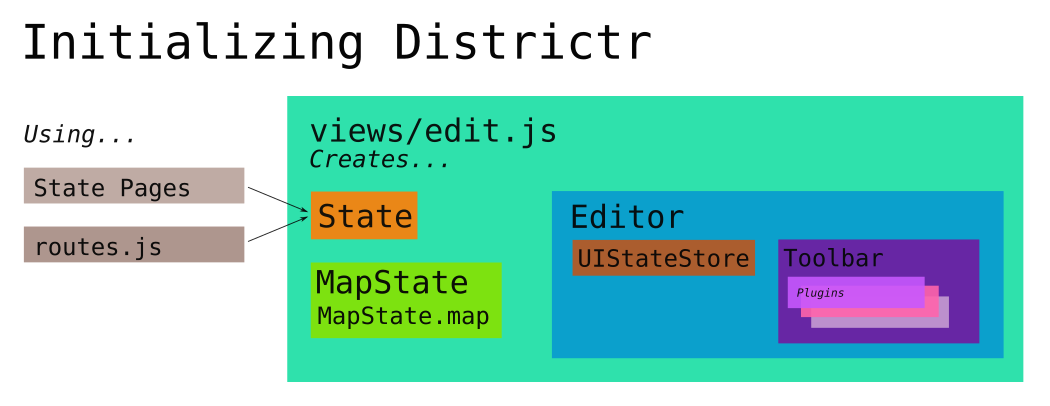 Initializing Districtr
Using...
State Pages
routes.js
views/edit.js
Creates...
State
MapState
MapState.map
Editor
UIStateStore
Toolbar
Plugins